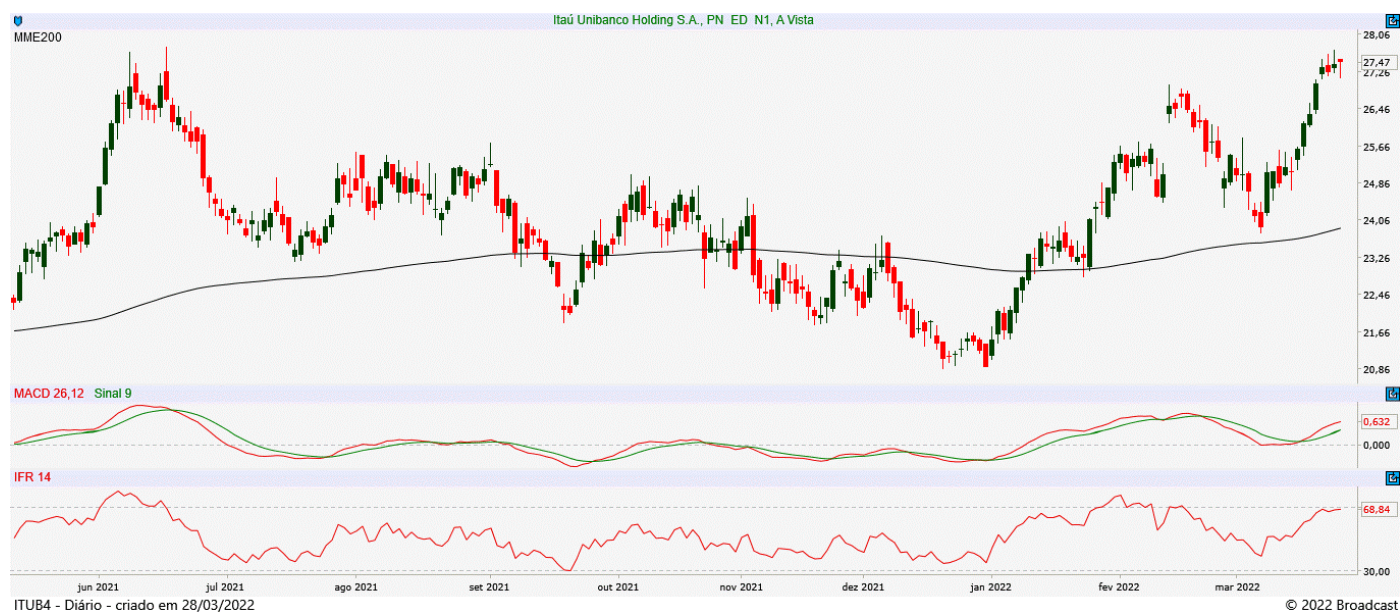 Itaú Unibanco Holding S.A., PN ED N1, A Vista
MME200
28,06
27,47
27,26
26,46
25,66
24,86
24,06
23,26
22,46
21,66
20,86
MACD 26,12 Sinal 9
0,632
0,000
IFR 14
68,84
30,00
jun 2021 jul 2021 ago 2021 set 2021 out 2021 nov 2021 dez 2021 jan 2022 fev 2022 mar 2022
ITUB4 - Diário - criado em 28/03/2022 © 2022 Broadcast